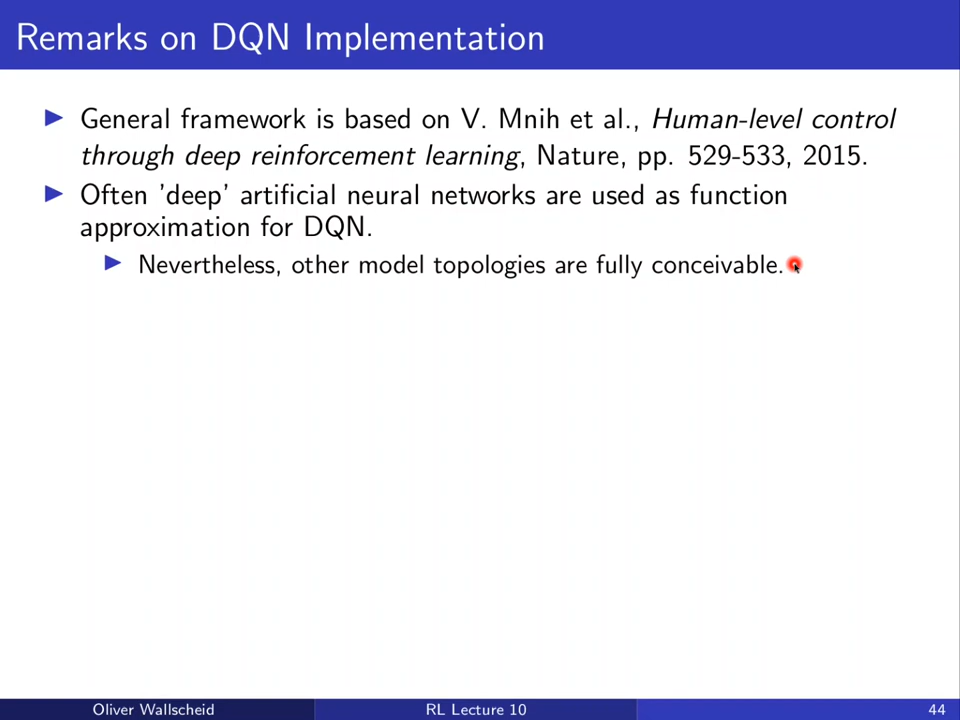 Remarks on DQN Implementation
General framework is based on V. Mnih et al., Human-level control
through deep reinforcement learning, Nature, pp. 529-533, 2015.
Often 'deep' artificial neural networks are used as function
approximation for DQN.
Nevertheless, other model topologies are fully conceivable.
Oliver Wallscheid
RL Lecture 10
44